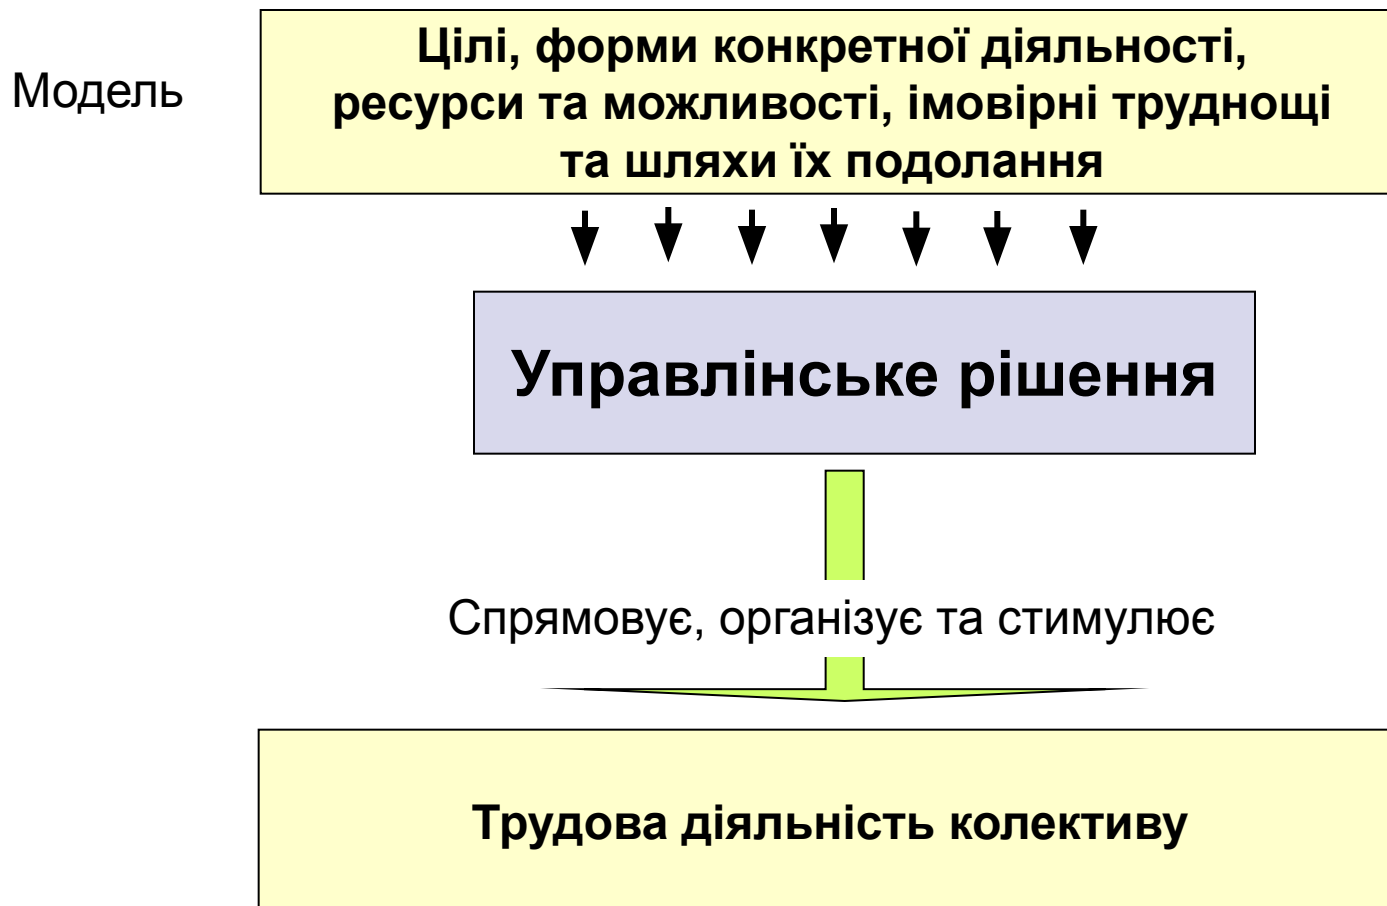 Модель
Цілі, форми конкретної діяльності,
ресурси та можливості, імовірні труднощі
та шляхи їх подолання
Управлінське рішення
Спрямовує, організує та стимулює
Трудова діяльність колективу